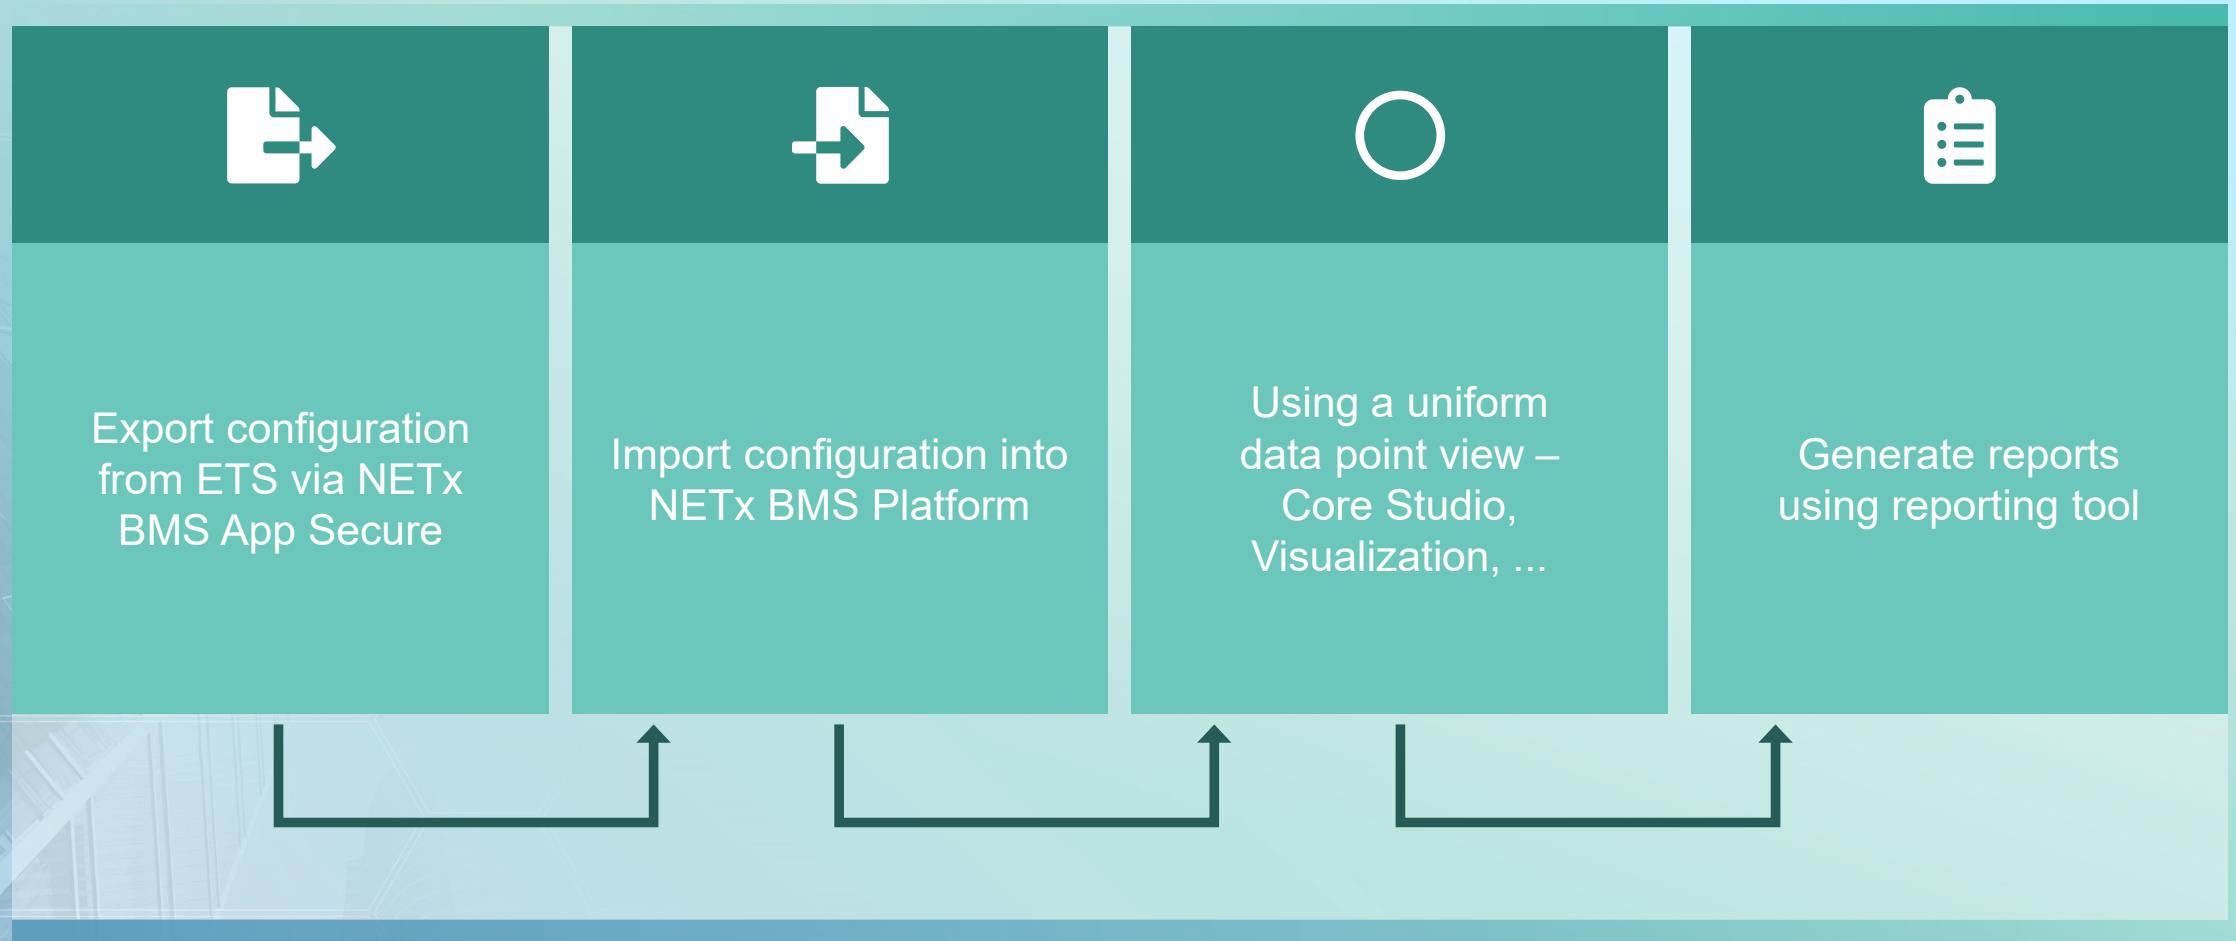 Export configuration
from ETS via NETx
BMS App Secure
Import configuration into
NETx BMS Platform
Using a uniform
data point view –
Core Studio,
Visualization, ...
Generate reports
using reporting tool